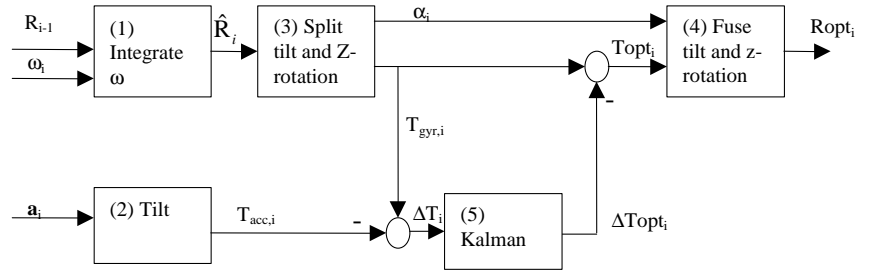 R_{i-1}
ω_i
(1)
Integrate
ω
R̂_i
(3) Split
tilt and Z-
rotation
α_i
Topt_i
(4) Fuse
tilt and z-
rotation
Ropt_i
-
T_{gyr,i}
a_i
(2) Tilt
T_{acc,i}
-
ΔT_i
(5)
Kalman
ΔTopt_i